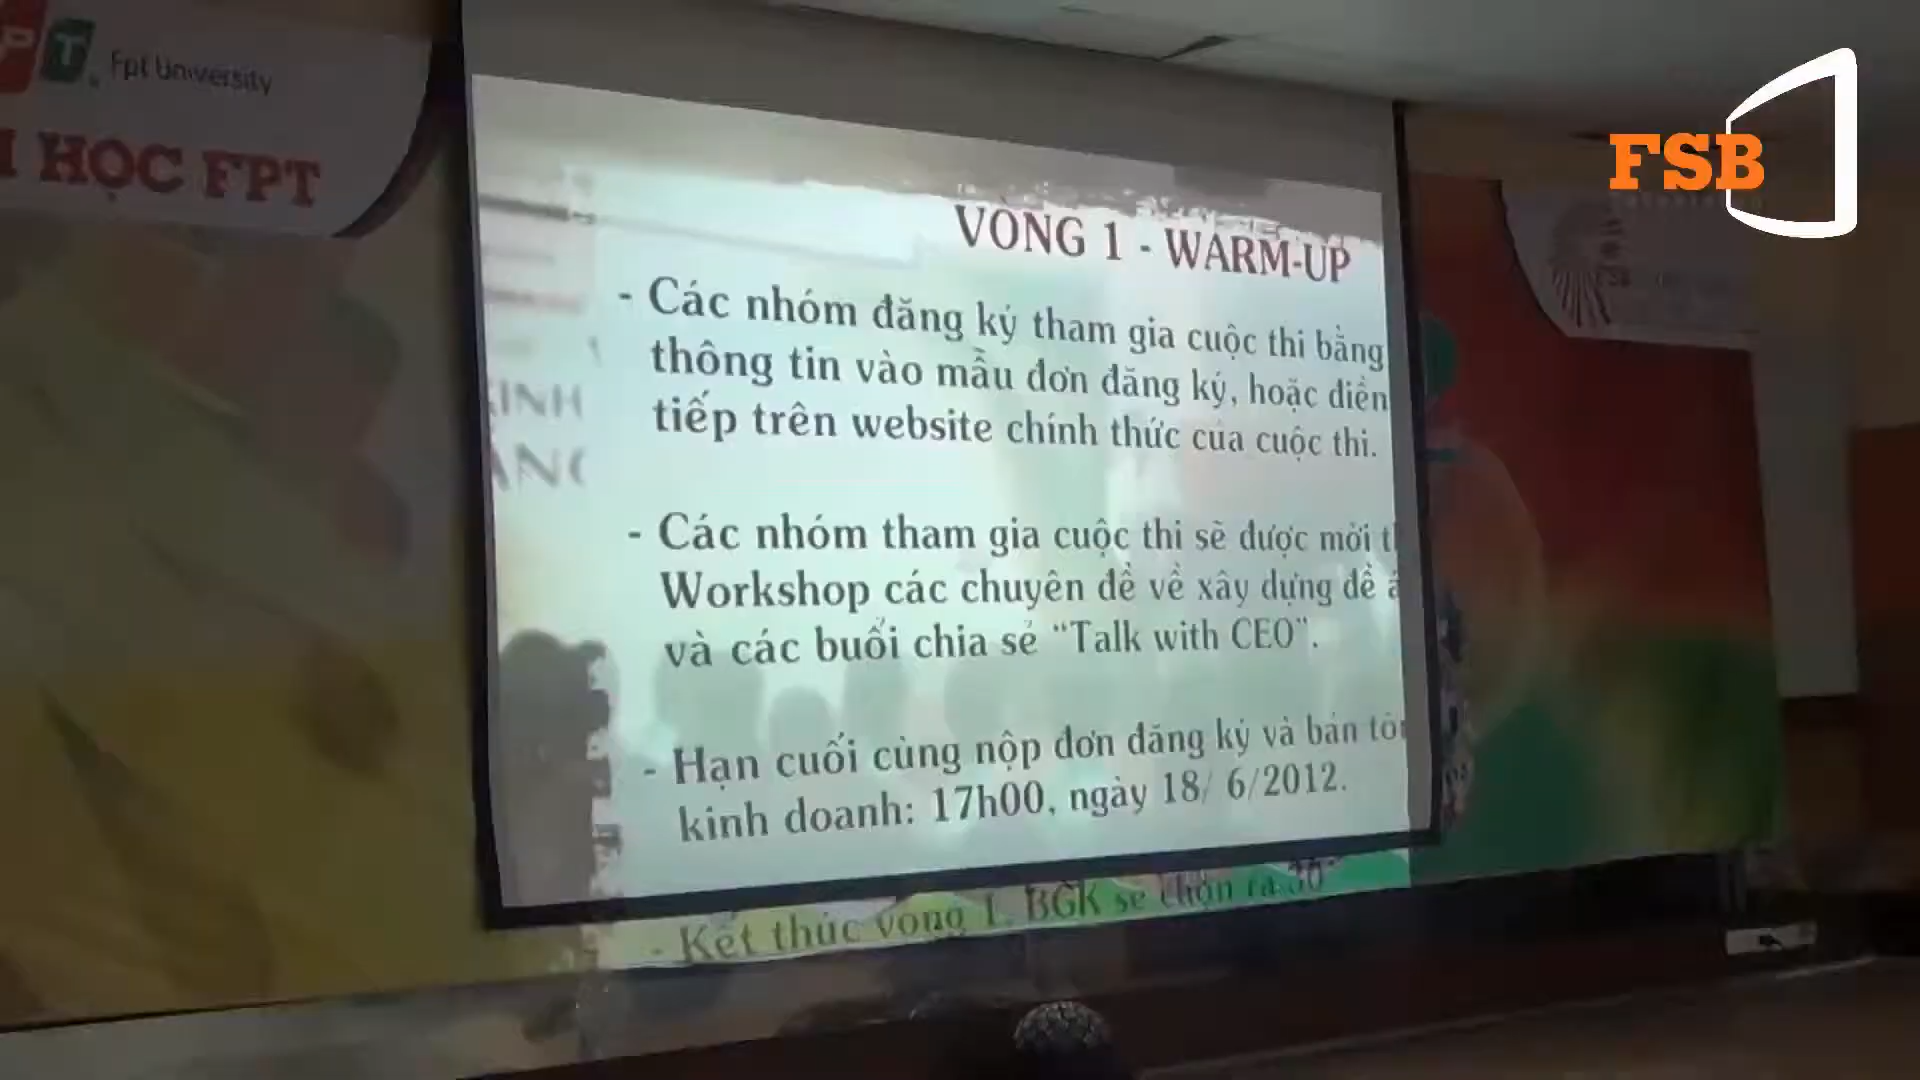 PT Fpt University
HỌC FPT
FSB
VÒNG 1 - WARM-UP
- Các nhóm đăng ký tham gia cuộc thi bằng
thông tin vào mẫu đơn đăng ký, hoặc điền
tiếp trên website chính thức của cuộc thi.
- Các nhóm tham gia cuộc thi sẽ được mời
Workshop các chuyên đề về xây dựng đề
và các buổi chia sẻ “Talk with CEO”.
- Hạn cuối cùng nộp đơn đăng ký và bản
kinh doanh: 17h00, ngày 18/ 6/2012.
- Kết thúc vòng 1, BGK sẽ chọn ra 30